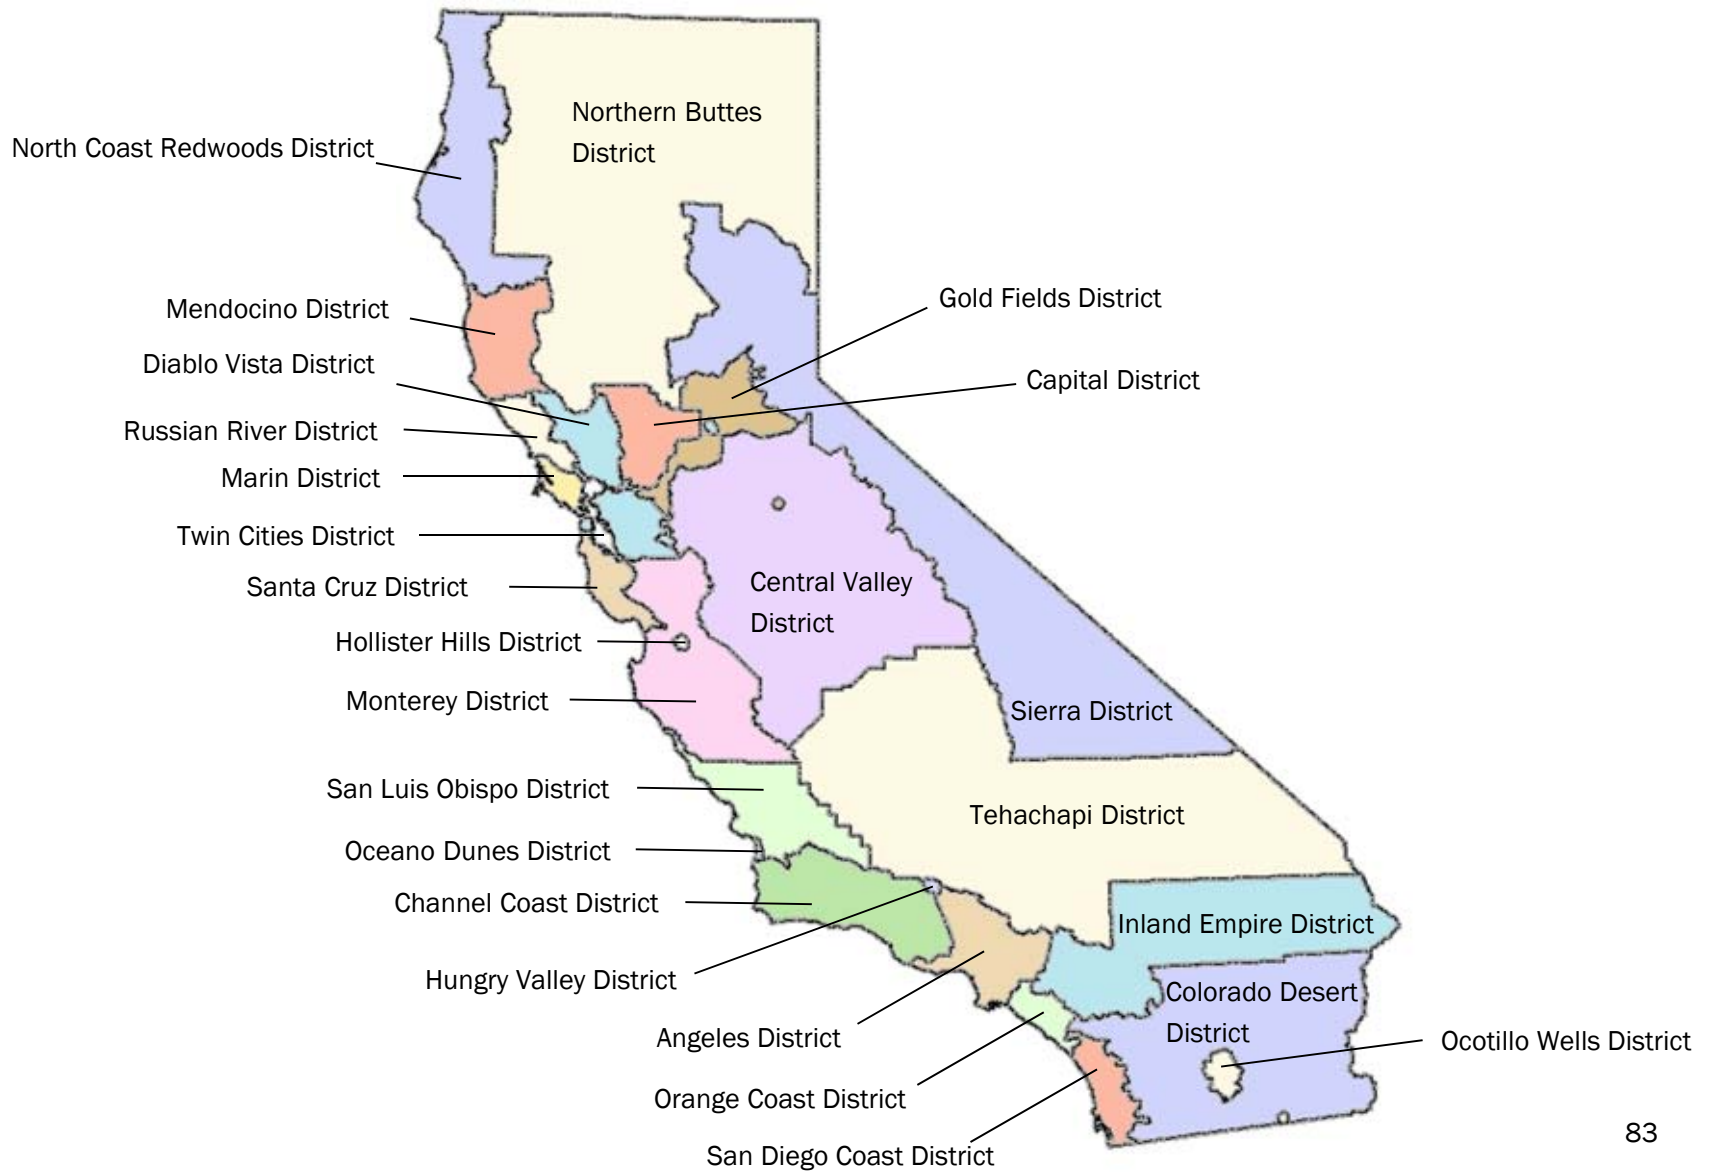 Northern Buttes
District
North Coast Redwoods District
Gold Fields District
Mendocino District
Diablo Vista District
Capital District
Russian River District
Marin District
Twin Cities District
Santa Cruz District
Central Valley
District
Hollister Hills District
Monterey District
Sierra District
San Luis Obispo District
Tehachapi District
Oceano Dunes District
Channel Coast District
Inland Empire District
Hungry Valley District
Colorado Desert
District
Angeles District
Ocotillo Wells District
Orange Coast District
San Diego Coast District
83